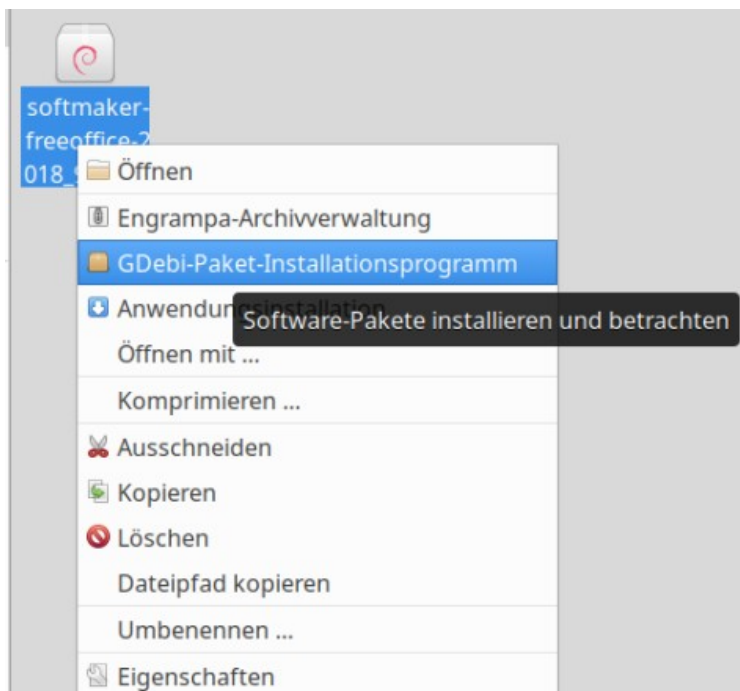 softmaker-
freeoffice-2
018_
Öffnen
Engrampa-Archivverwaltung
GDebi-Paket-Installationsprogramm
Anwendungsinstallation
Software-Pakete installieren und betrachten
Öffnen mit ...
Komprimieren ...
Ausschneiden
Kopieren
Löschen
Dateipfad kopieren
Umbenennen ...
Eigenschaften